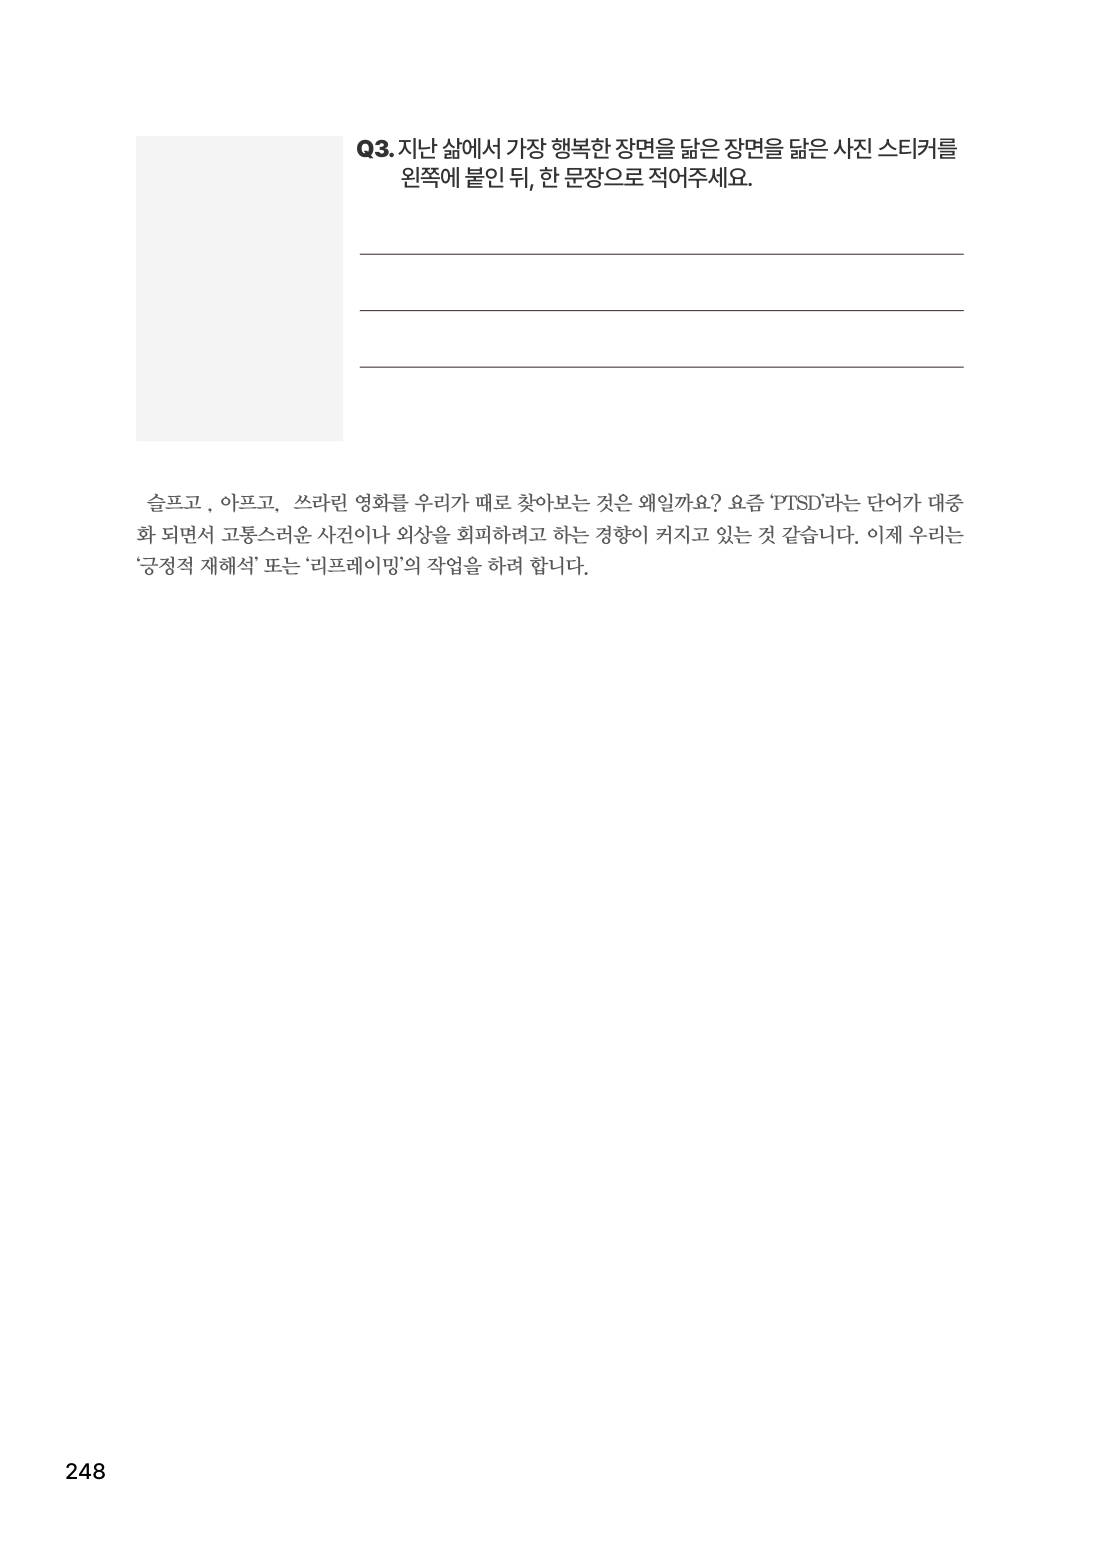 Q3. 지난 삶에서 가장 행복한 장면을 닮은 장면을 닮은 사진 스티커를
왼쪽에 붙인 뒤, 한 문장으로 적어주세요.
슬프고 , 아프고,  쓰라린 영화를 우리가 때로 찾아보는 것은 왜일까요? 요즘 ‘PTSD’라는 단어가 대중
화 되면서 고통스러운 사건이나 외상을 회피하려고 하는 경향이 커지고 있는 것 같습니다. 이제 우리는
‘긍정적 재해석’ 또는 ‘리프레이밍’의 작업을 하려 합니다.
248